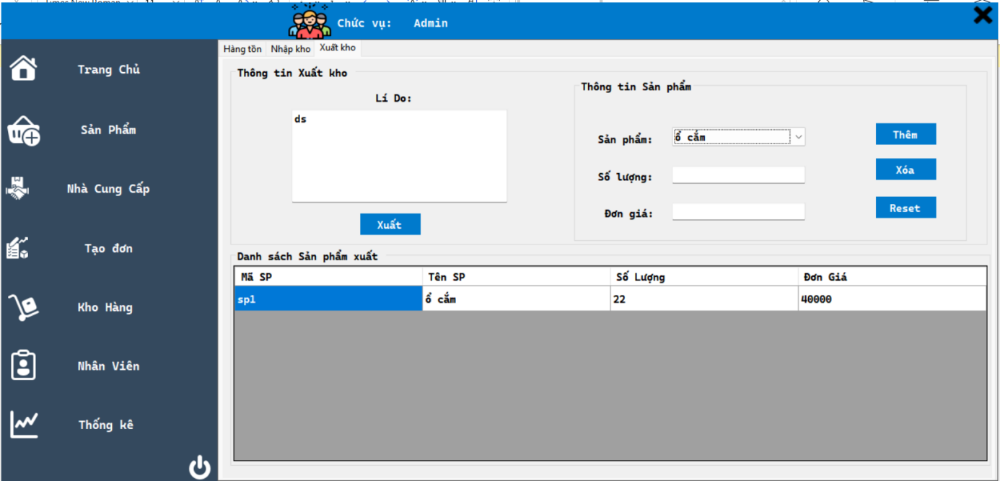 Chức vụ: Admin
Trang Chủ
Sản Phẩm
Nhà Cung Cấp
Tạo đơn
Kho Hàng
Nhân Viên
Thống kê
Hàng tồn Nhập kho Xuất kho
Thông tin Xuất kho
Lí Do:
ds
Xuất
Thông tin Sản phẩm
Sản phẩm: ổ cắm
Số lượng:
Đơn giá:
Thêm
Xóa
Reset
Danh sách Sản phẩm xuất
Mã SP Tên SP Số Lượng Đơn Giá
sp1 ổ cắm 22 40000